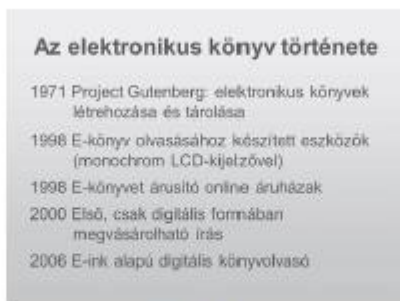 Az elektronikus könyv története
1971 Project Gutenberg: elektronikus könyvek
létrehozása és tárolása
1998 E-könyv olvasásához készített eszközök
(monochrom LCD-kijelzővel)
1998 E-könyvet árusító online áruházak
2000 Első, csak digitális formában
megvásárolható írás
2006 E-ink alapú digitális könyvolvasó